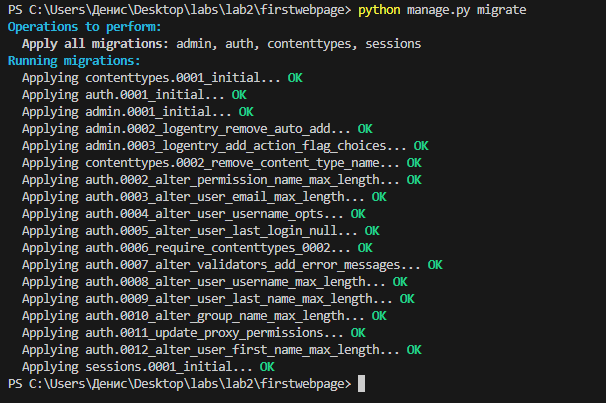 PS C:\Users\Денис\Desktop\labs\lab2\firstwebpage> python manage.py migrate
Operations to perform:
  Apply all migrations: admin, auth, contenttypes, sessions
Running migrations:
  Applying contenttypes.0001_initial... OK
  Applying auth.0001_initial... OK
  Applying admin.0001_initial... OK
  Applying admin.0002_logentry_remove_auto_add... OK
  Applying admin.0003_logentry_add_action_flag_choices... OK
  Applying contenttypes.0002_remove_content_type_name... OK
  Applying auth.0002_alter_permission_name_max_length... OK
  Applying auth.0003_alter_user_email_max_length... OK
  Applying auth.0004_alter_user_username_opts... OK
  Applying auth.0005_alter_user_last_login_null... OK
  Applying auth.0006_require_contenttypes_0002... OK
  Applying auth.0007_alter_validators_add_error_messages... OK
  Applying auth.0008_alter_user_username_max_length... OK
  Applying auth.0009_alter_user_last_name_max_length... OK
  Applying auth.0010_alter_group_name_max_length... OK
  Applying auth.0011_update_proxy_permissions... OK
  Applying auth.0012_alter_user_first_name_max_length... OK
  Applying sessions.0001_initial... OK
PS C:\Users\Денис\Desktop\labs\lab2\firstwebpage>